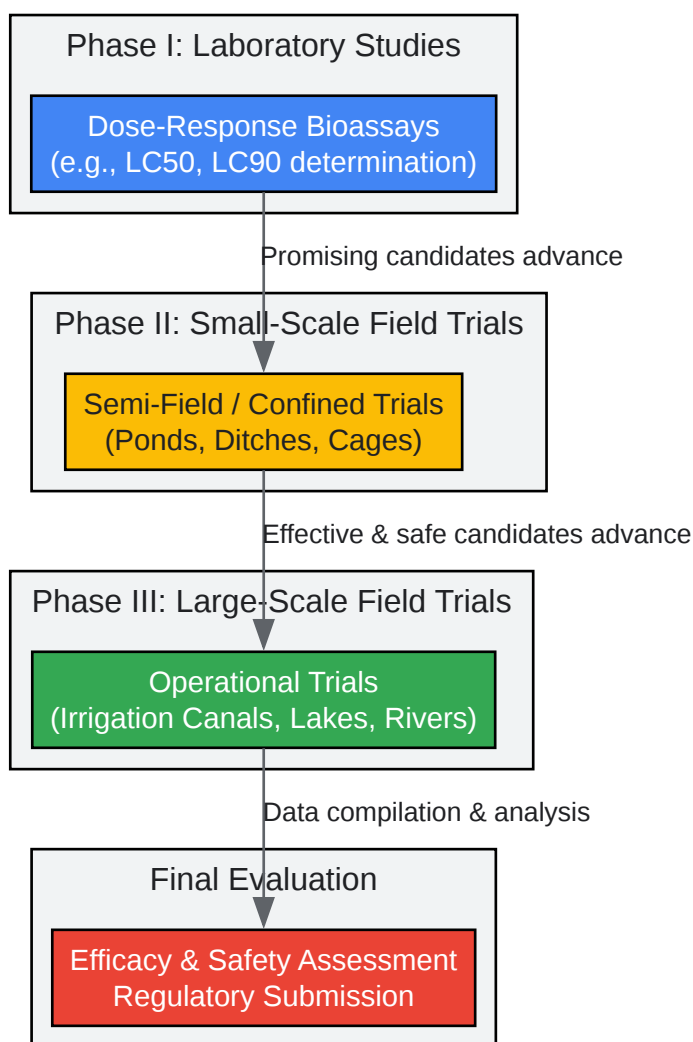 Phase I: Laboratory Studies
Dose-Response Bioassays
(e.g., LC50, LC90 determination)
Promising candidates advance
Phase II: Small-Scale Field Trials
Semi-Field / Confined Trials
(Ponds, Ditches, Cages)
Effective & safe candidates advance
Phase III: Large-Scale Field Trials
Operational Trials
(Irrigation Canals, Lakes, Rivers)
Data compilation & analysis
Final Evaluation
Efficacy & Safety Assessment
Regulatory Submission